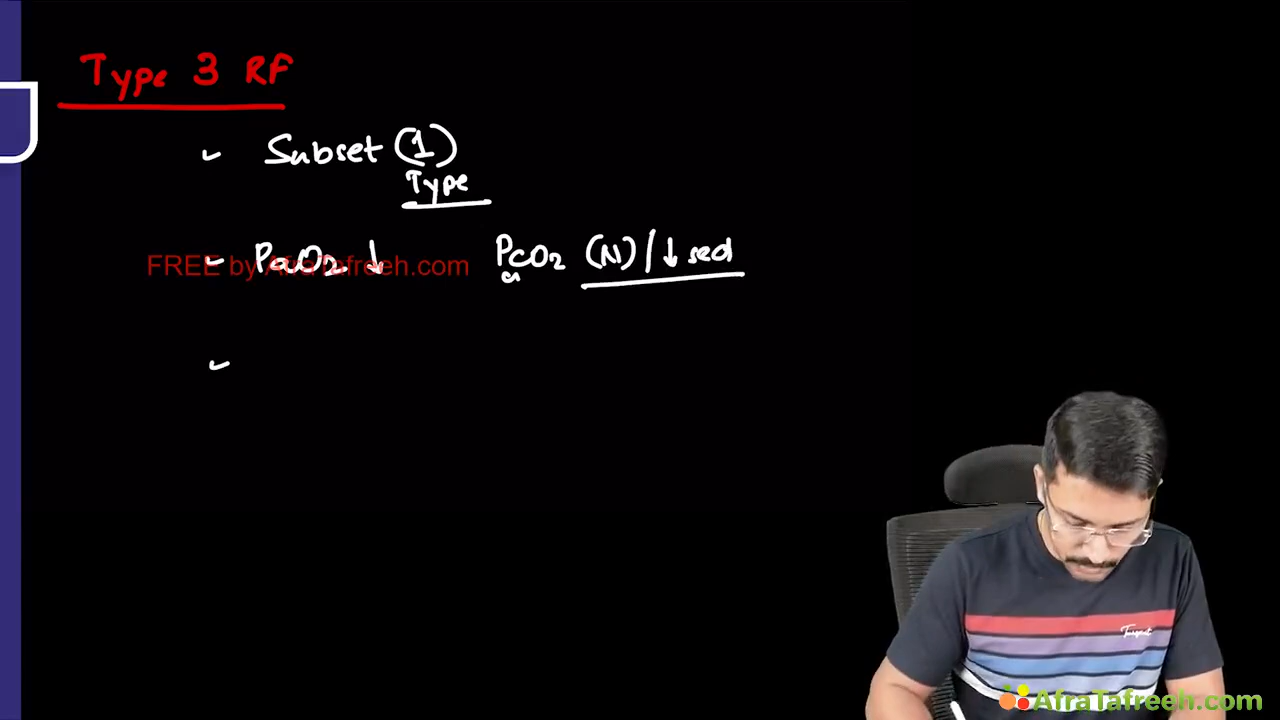 Type 3 RF
Subset (1)
Type
PaO2 ↓ PaCO2 (N)/↓sed
FREE by AfraTafreeh.com
AfraTafreeh.com